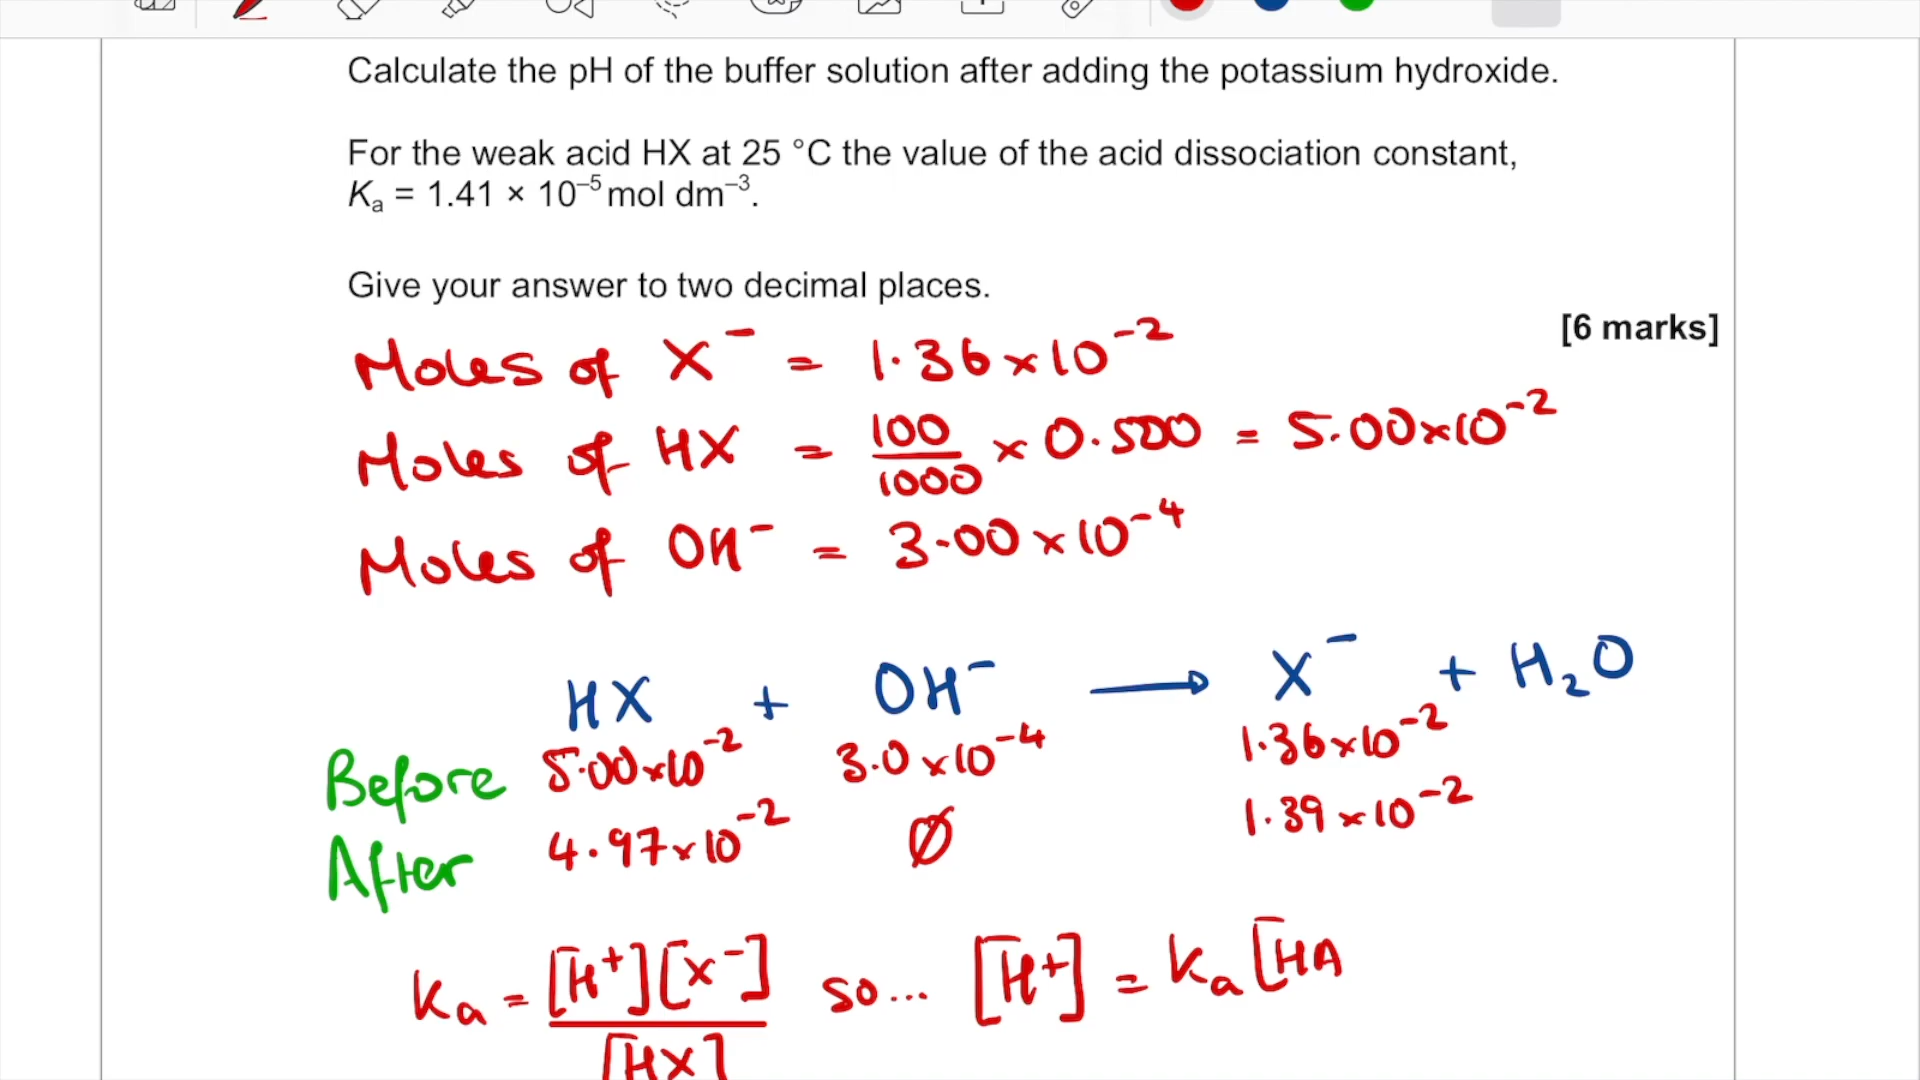 Calculate the pH of the buffer solution after adding the potassium hydroxide.
For the weak acid HX at 25 °C the value of the acid dissociation constant,
Kₐ = 1.41 × 10⁻⁵ mol dm⁻³.
Give your answer to two decimal places.
[6 marks]
Moles of X⁻ = 1.36 × 10⁻²
Moles of HX = 100/1000 × 0.500 = 5.00 × 10⁻²
Moles of OH⁻ = 3.00 × 10⁻⁴
HX + OH⁻ → X⁻ + H₂O
Before 5.00 × 10⁻² 3.0 × 10⁻⁴ 1.36 × 10⁻²
After 4.97 × 10⁻² 0 1.39 × 10⁻²
Ka = [H⁺][X⁻]/[HX] so... [H⁺] = Ka [HA